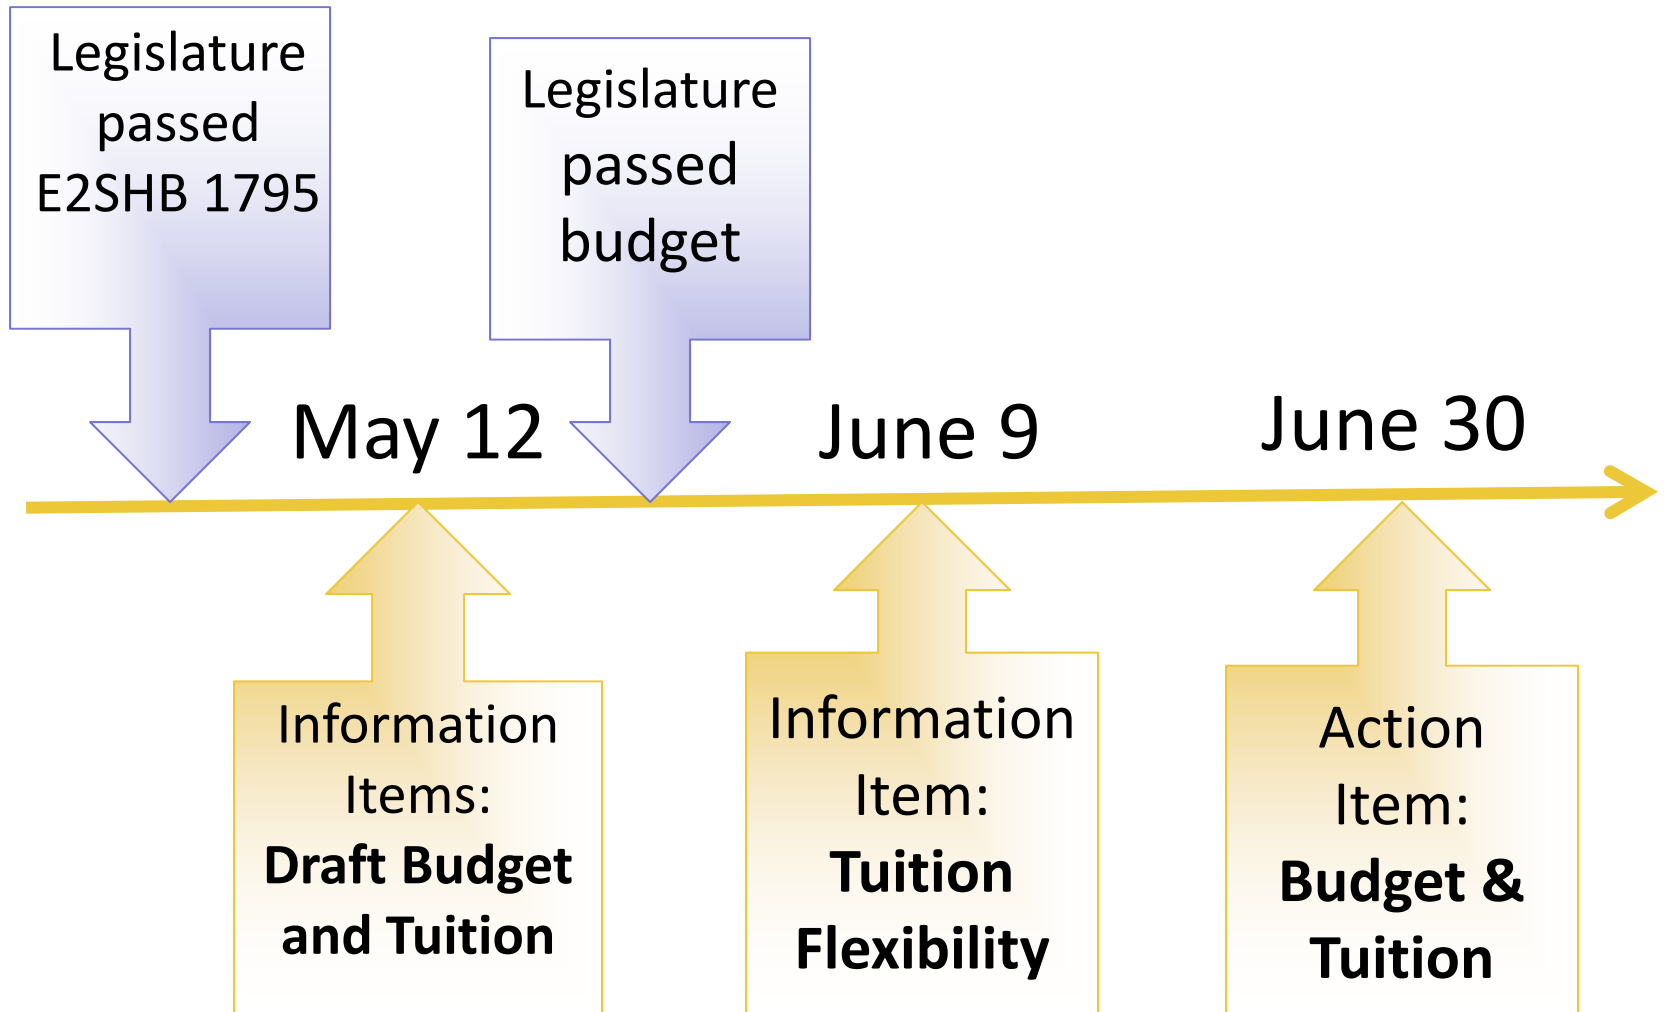 Legislature
passed
E2SHB 1795
Legislature
passed
budget
May 12
June 9
June 30
Information
Items:
Draft Budget
and Tuition
Information
Item:
Tuition
Flexibility
Action
Item:
Budget &
Tuition